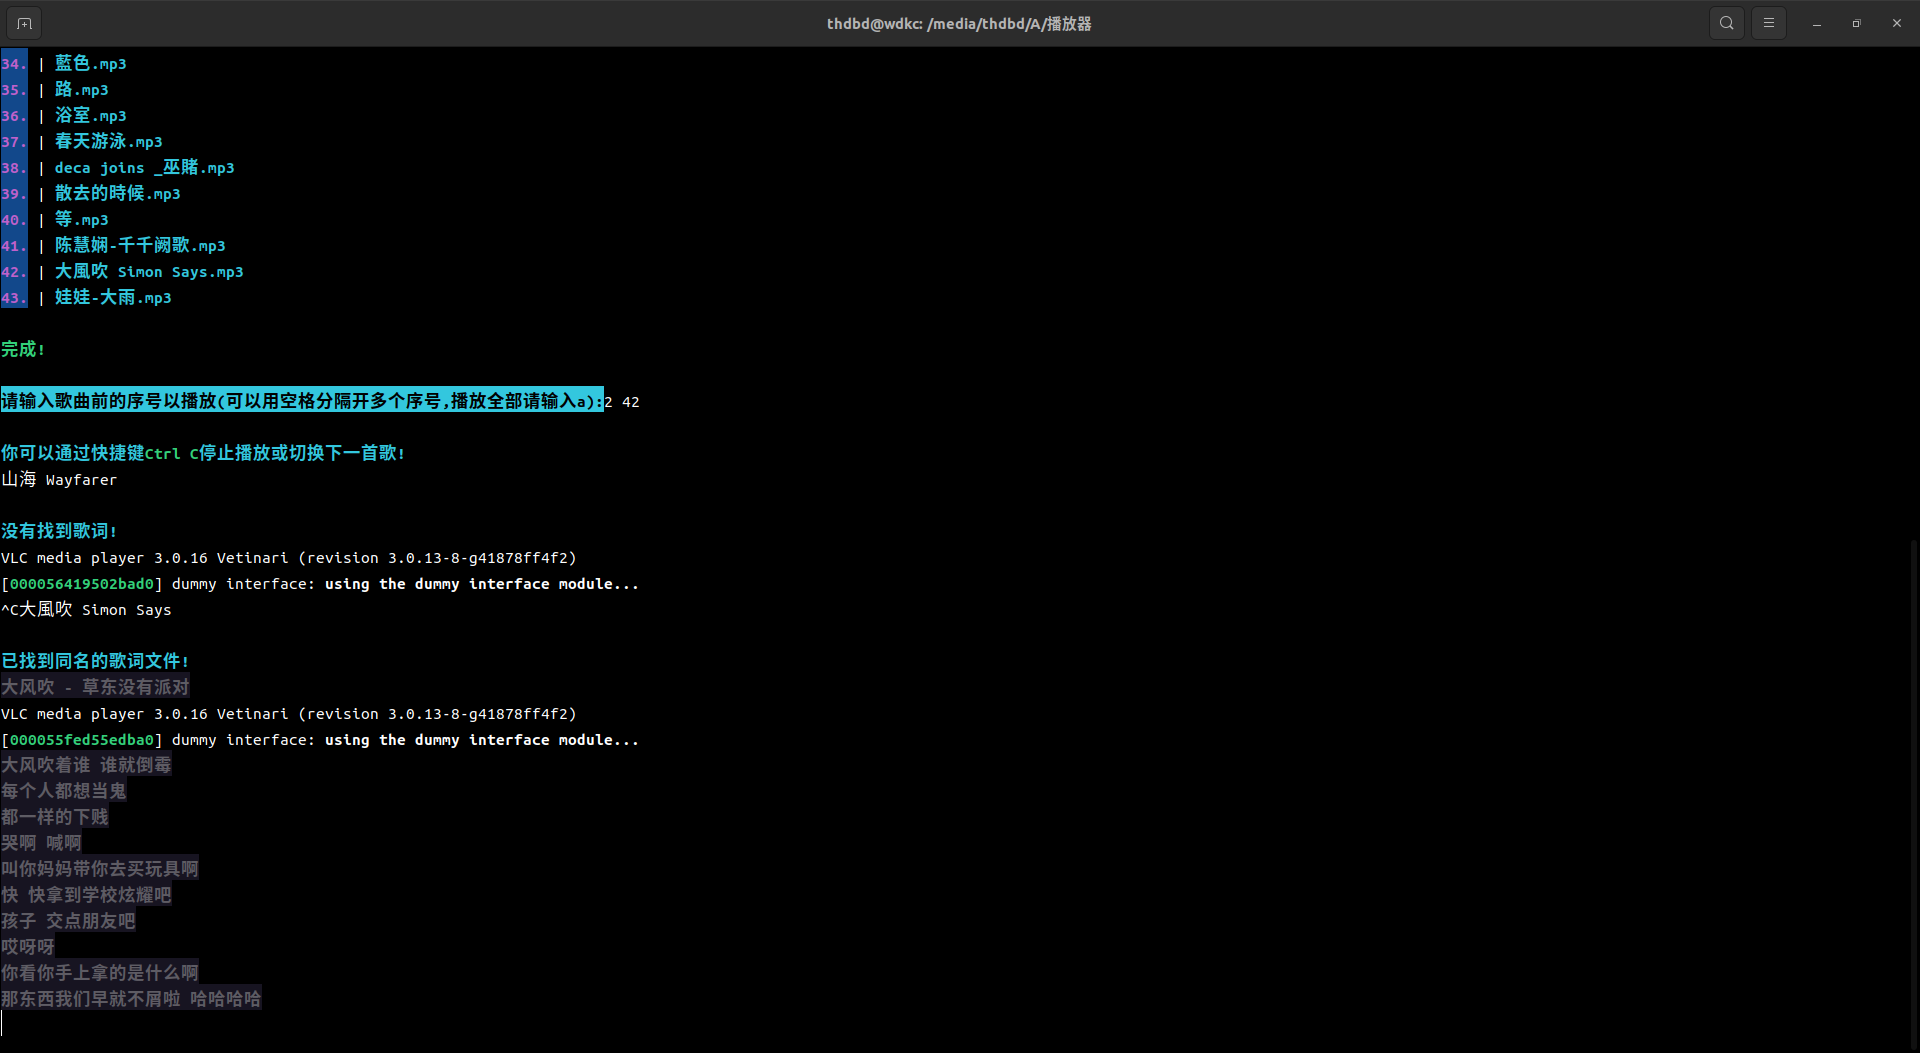 thdbd@wdkc: /media/thdbd/A/播放器
34. | 藍色.mp3
35. | 路.mp3
36. | 浴室.mp3
37. | 春天游泳.mp3
38. | deca joins _巫賭.mp3
39. | 散去的時候.mp3
40. | 等.mp3
41. | 陈慧娴-千千阙歌.mp3
42. | 大風吹 Simon Says.mp3
43. | 娃娃-大雨.mp3
完成!
请输入歌曲前的序号以播放(可以用空格分隔开多个序号,播放全部请输入a):2 42
你可以通过快捷键Ctrl C停止播放或切换下一首歌!
山海 Wayfarer
没有找到歌词!
VLC media player 3.0.16 Vetinari (revision 3.0.13-8-g41878ff4f2)
[000056419502bad0] dummy interface: using the dummy interface module...
^C大風吹 Simon Says
已找到同名的歌词文件!
大风吹 - 草东没有派对
VLC media player 3.0.16 Vetinari (revision 3.0.13-8-g41878ff4f2)
[000055fed55edba0] dummy interface: using the dummy interface module...
大风吹着谁 谁就倒霉
每个人都想当鬼
都一样的下贱
哭啊 喊啊
叫你妈妈带你去买玩具啊
快 快拿到学校炫耀吧
孩子 交点朋友吧
哎呀呀
你看你手上拿的是什么啊
那东西我们早就不屑啦 哈哈哈哈